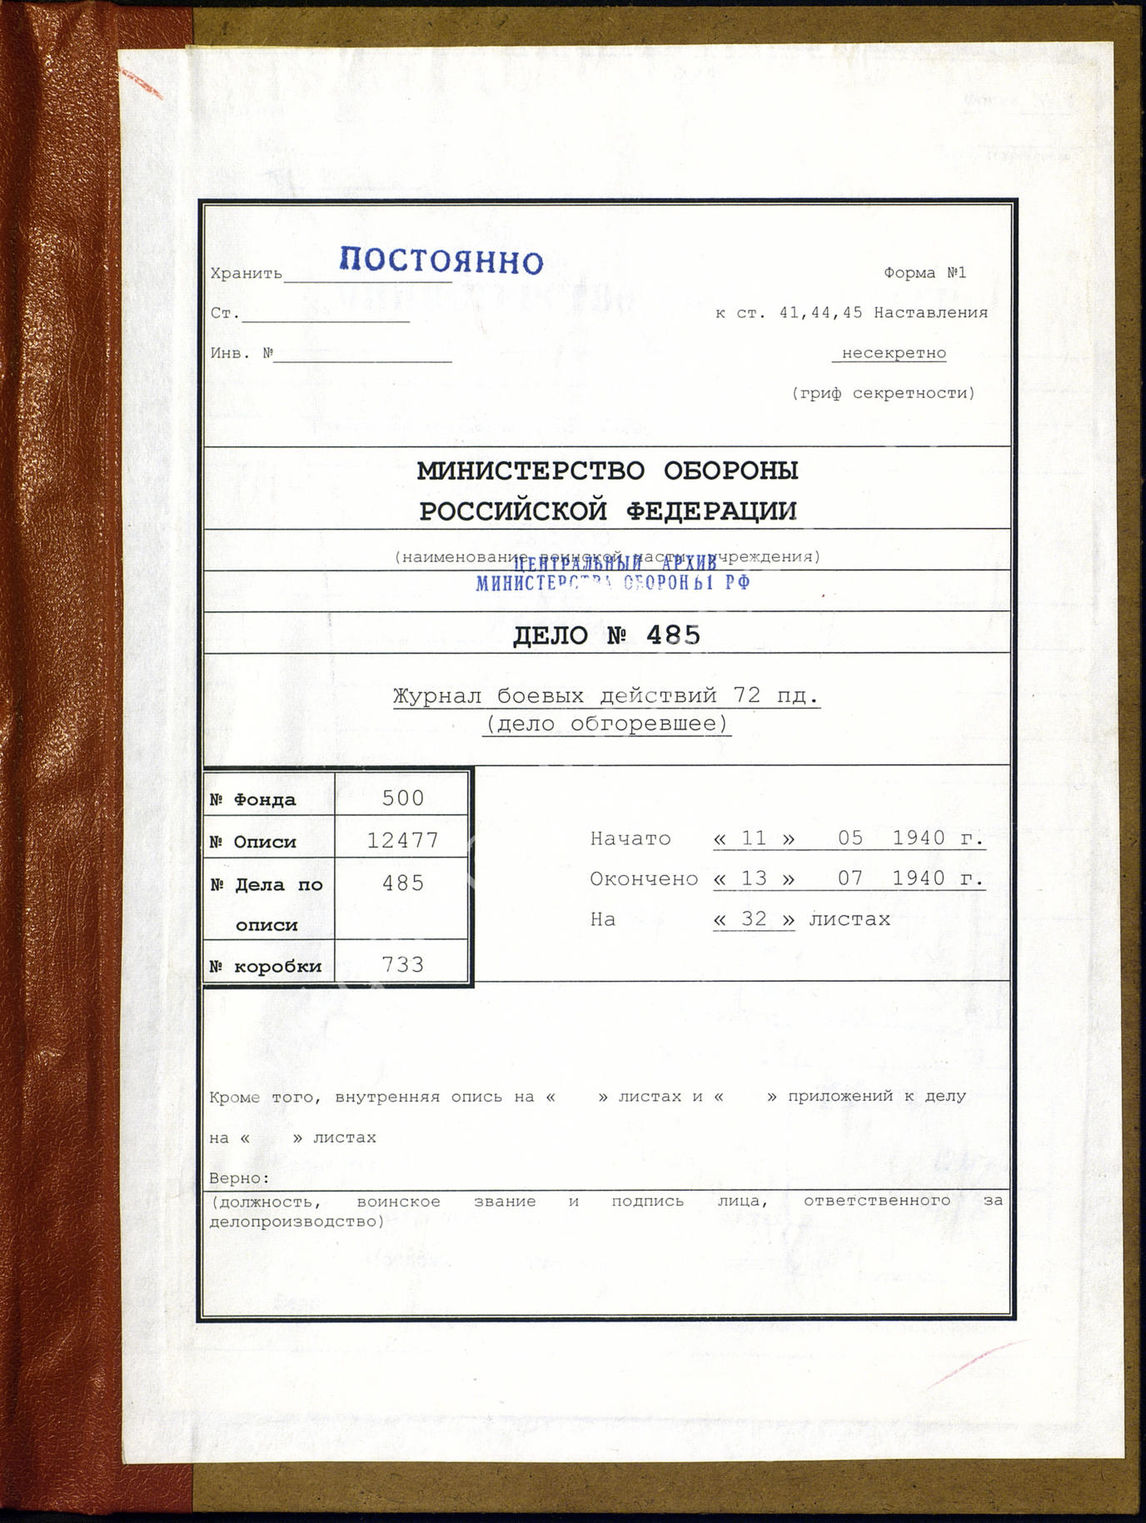 Хранить ПОСТОЯННО
Форма №1
Ст.
к ст. 41,44,45 Наставления
Инв. №
несекретно
(гриф секретности)
МИНИСТЕРСТВО ОБОРОНЫ
РОССИЙСКОЙ ФЕДЕРАЦИИ
(наименование воинской части, учреждения)
ЦЕНТРАЛЬНЫЙ АРХИВ
МИНИСТЕРСТВА ОБОРОНЫ РФ
ДЕЛО № 485
Журнал боевых действий 72 пд.
(дело обгоревшее)
№ Фонда 500
№ Описи 12477
№ Дела по 485
описи
№ коробки 733
Начато « 11 » 05 1940 г.
Окончено « 13 » 07 1940 г.
На « 32 » листах
Кроме того, внутренняя опись на « » листах и « » приложений к делу
на « » листах
Верно:
(должность, воинское звание и подпись лица, ответственного за
делопроизводство)